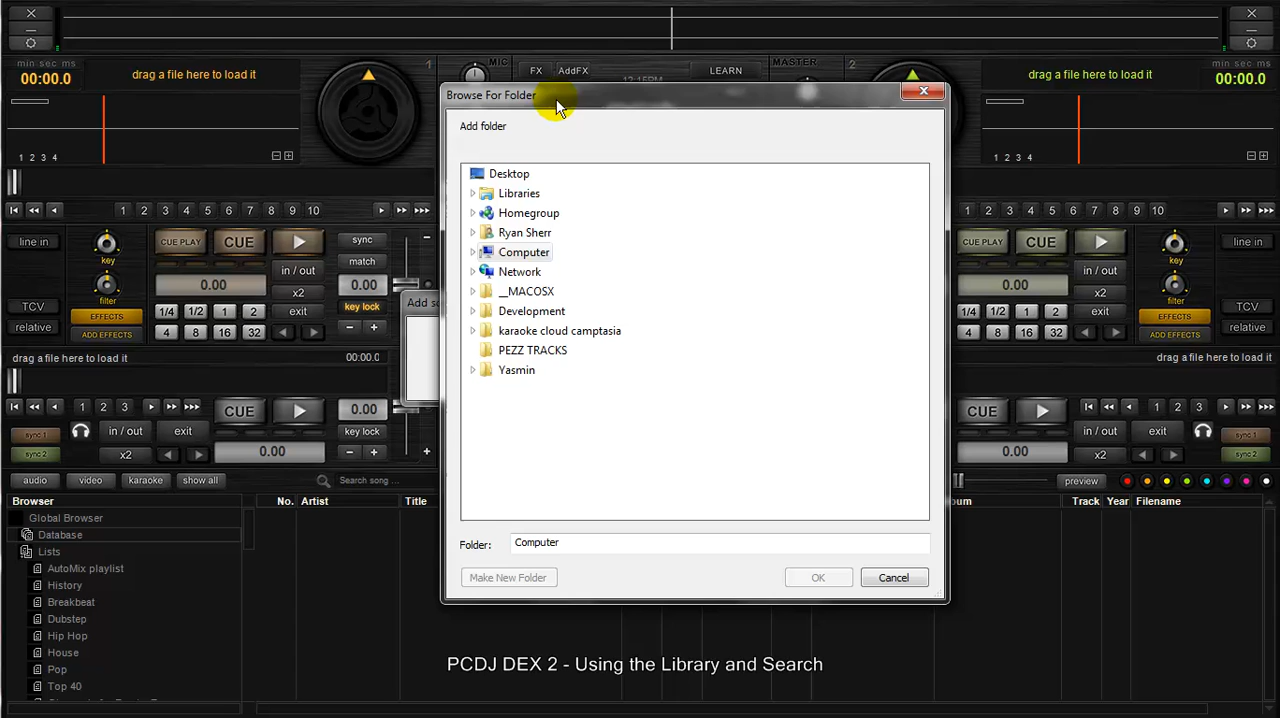 min sec ms
00:00.0
drag a file here to load it
1
MIC
FX
AddFX
LEARN
MASTER
2
drag a file here to load it
min sec ms
00:00.0
Browse For Folder
Add folder
Desktop
Libraries
Homegroup
Ryan Sherr
Computer
Network
__MACOSX
Development
karaoke cloud camptasia
PEZZ TRACKS
Yasmin
Folder:
Computer
Make New Folder
OK
Cancel
1 2 3 4
1 2 3 4
1 2 3 4 5 6 7 8 9 10
1 2 3 4 5 6 7 8 9 10
line in
key
CUE PLAY
CUE
sync
match
0.00
in / out
x2
0.00
filter
TCV
EFFECTS
1/4 1/2 1 2
exit
key lock
relative
ADD EFFECTS
4 8 16 32
CUE PLAY
CUE
key
line in
0.00
in / out
x2
filter
1/4 1/2 1 2
exit
EFFECTS
TCV
4 8 16 32
ADD EFFECTS
relative
drag a file here to load it
00:00.0
drag a file here to load it
1 2 3
CUE
0.00
sync 1
in / out
exit
key lock
sync 2
x2
0.00
CUE
1 2 3
in / out
exit
sync 1
0.00
x2
sync 2
audio
video
karaoke
show all
Search song ...
preview
Browser
No.
Artist
Title
Track
Year
Filename
Global Browser
Database
Lists
AutoMix playlist
History
Breakbeat
Dubstep
Hip Hop
House
Pop
Top 40
PCDJ DEX 2 - Using the Library and Search